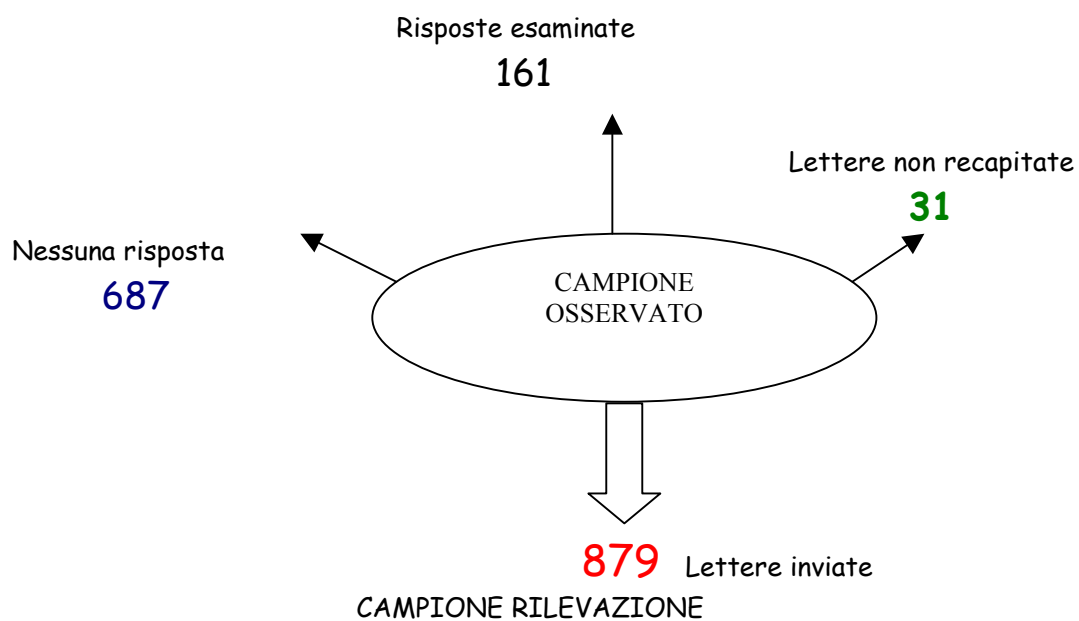 Risposte esaminate
161
Lettere non recapitate
31
Nessuna risposta
687
CAMPIONE
OSSERVATO
879 Lettere inviate
CAMPIONE RILEVAZIONE